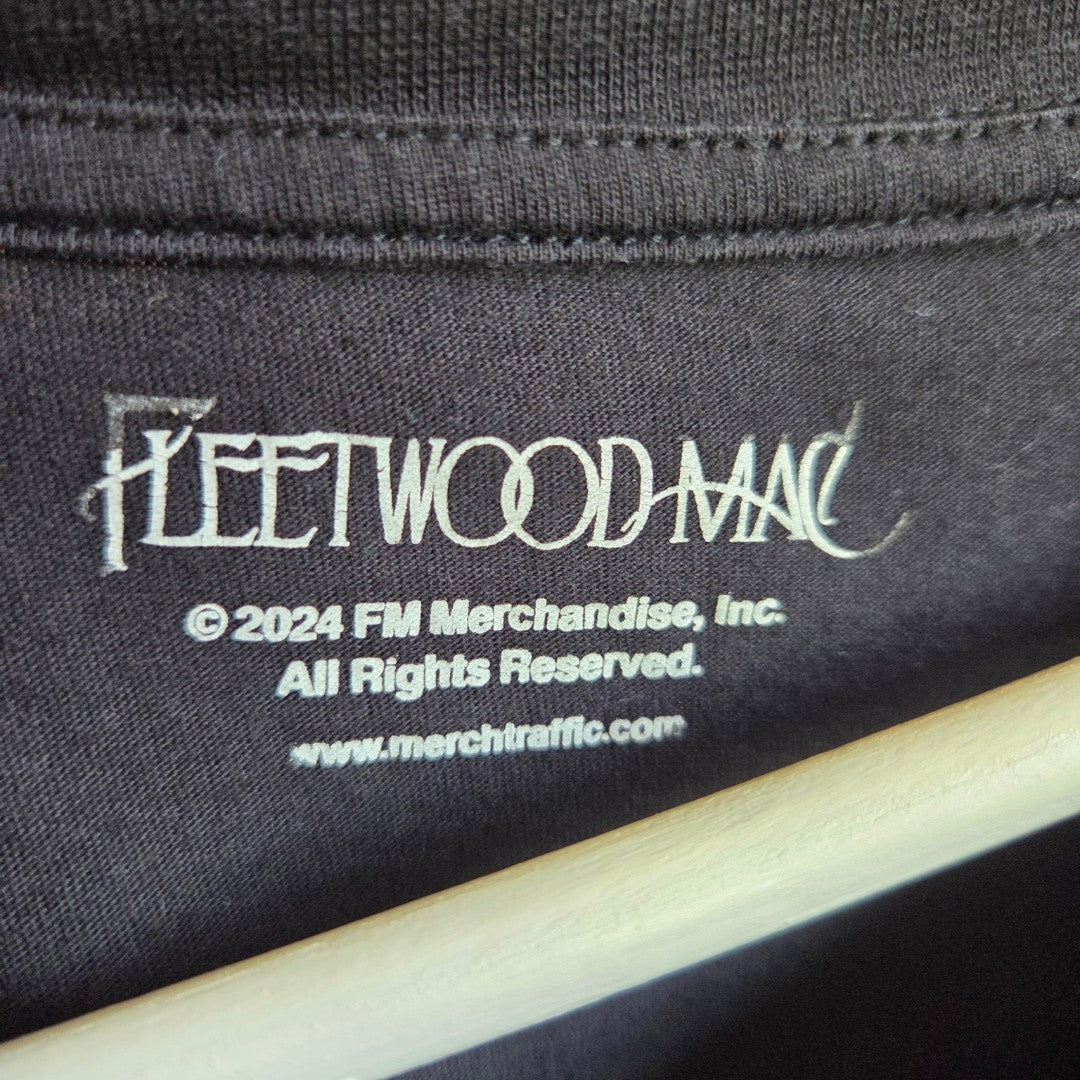 FLEETWOOD MAC
© 2024 FM Merchandise, Inc.
All Rights Reserved.
www.merchtraffic.com